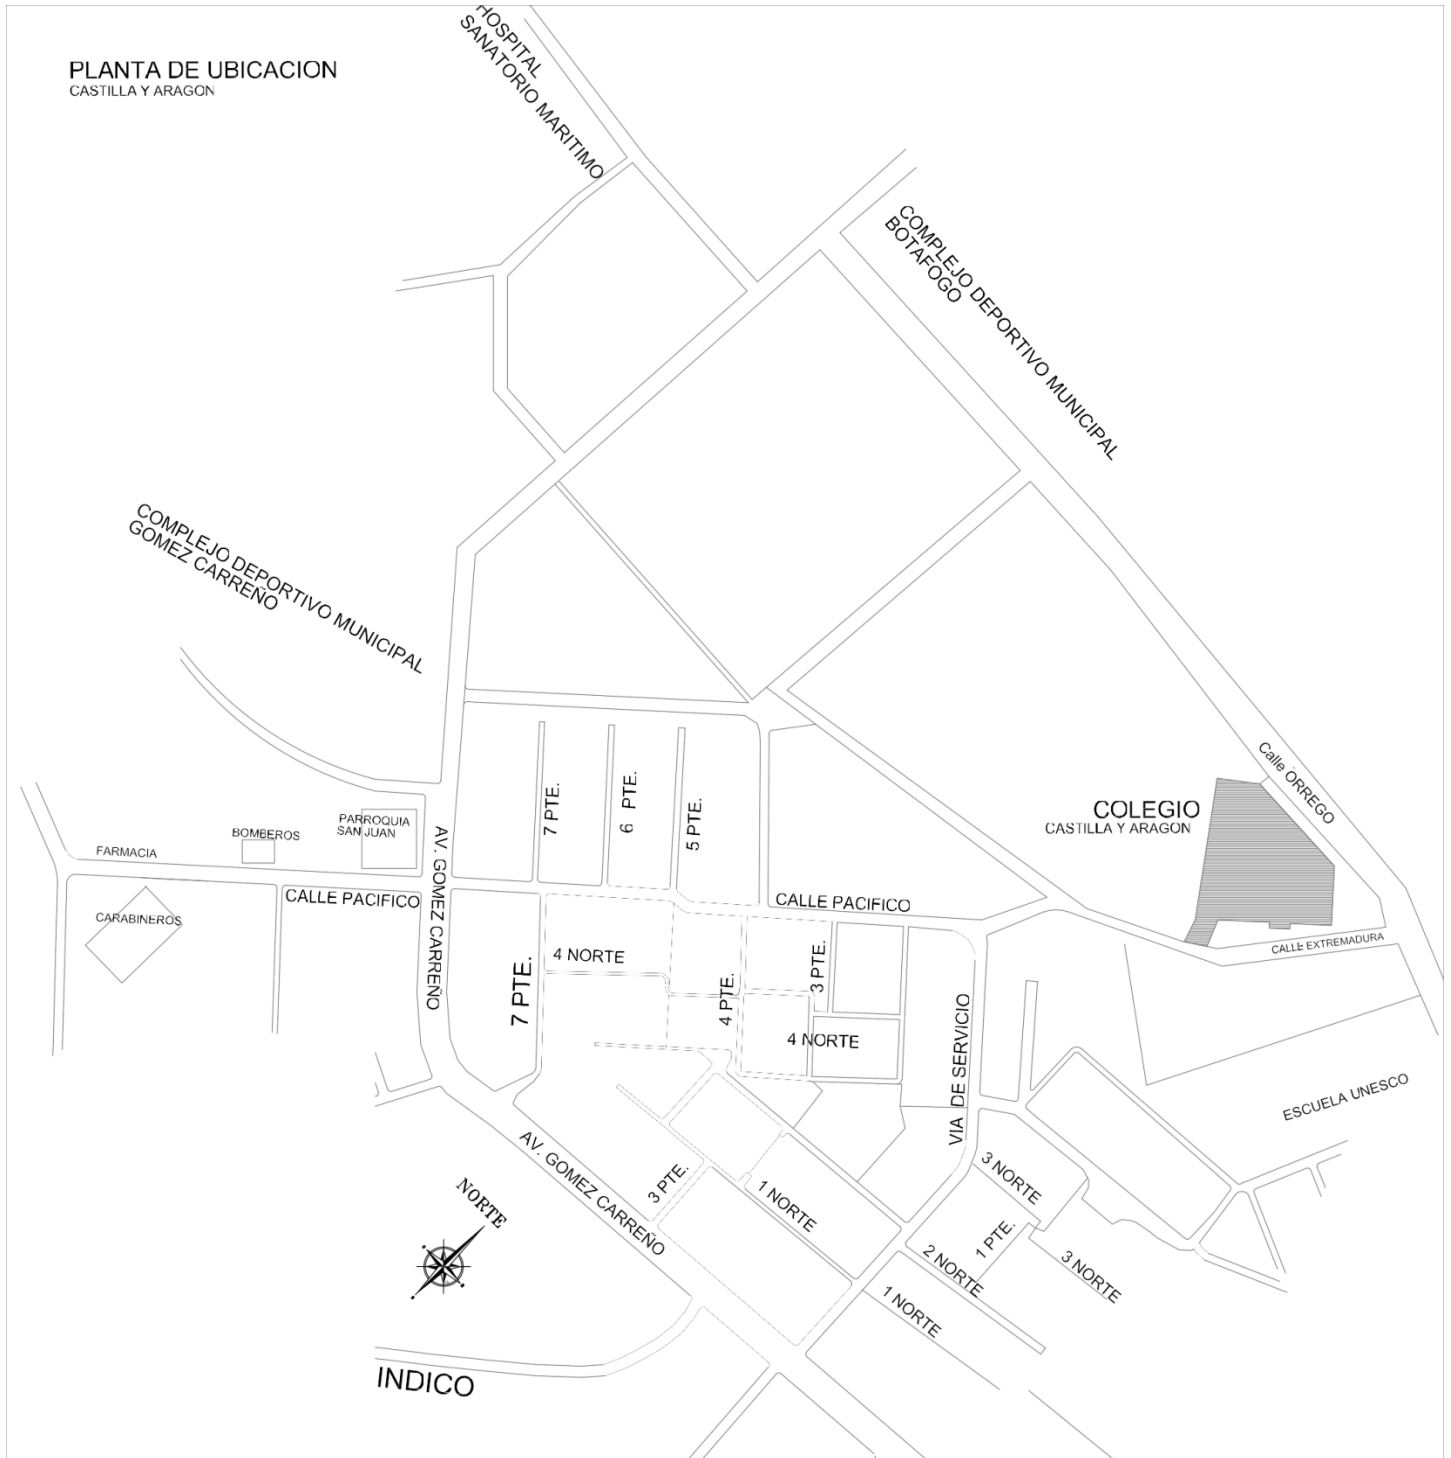 PLANTA DE UBICACION
CASTILLA Y ARAGON
HOSPITAL
SANATORIO MARITIMO
COMPLEJO DEPORTIVO MUNICIPAL
BOTAFOGO
COMPLEJO DEPORTIVO MUNICIPAL
GOMEZ CARREÑO
Calle ORREGO
COLEGIO
CASTILLA Y ARAGON
CALLE EXTREMADURA
7 PTE.
6 PTE.
5 PTE.
PARROQUIA
SAN JUAN
BOMBEROS
FARMACIA
CARABINEROS
CALLE PACIFICO
AV. GOMEZ CARREÑO
CALLE PACIFICO
4 NORTE
7 PTE.
4 PTE.
3 PTE.
4 NORTE
VIA DE SERVICIO
ESCUELA UNESCO
AV. GOMEZ CARREÑO
3 PTE.
1 NORTE
3 NORTE
1 PTE.
2 NORTE
3 NORTE
1 NORTE
NORTE
INDICO